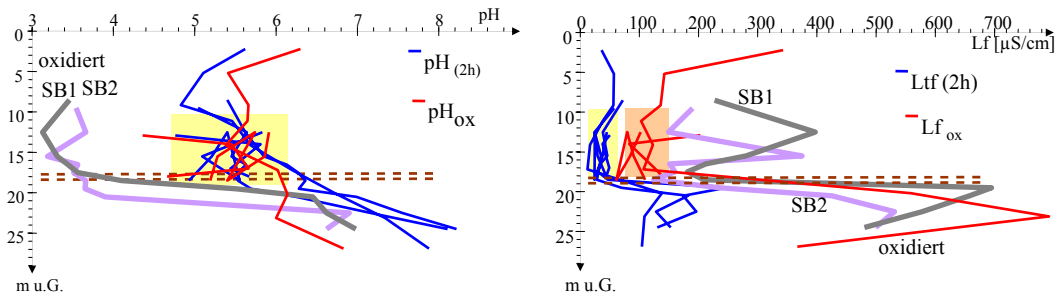 3 4 5 6 7 8 pH
0
5
10
15
20
25
m u.G.
oxidiert
SB1 SB2
pH (2h)
pHox
0 100 200 300 400 500 600 700
Lf [µS/cm]
0
5
10
15
20
25
m u.G.
Ltf (2h)
Lf ox
SB1
SB2
oxidiert